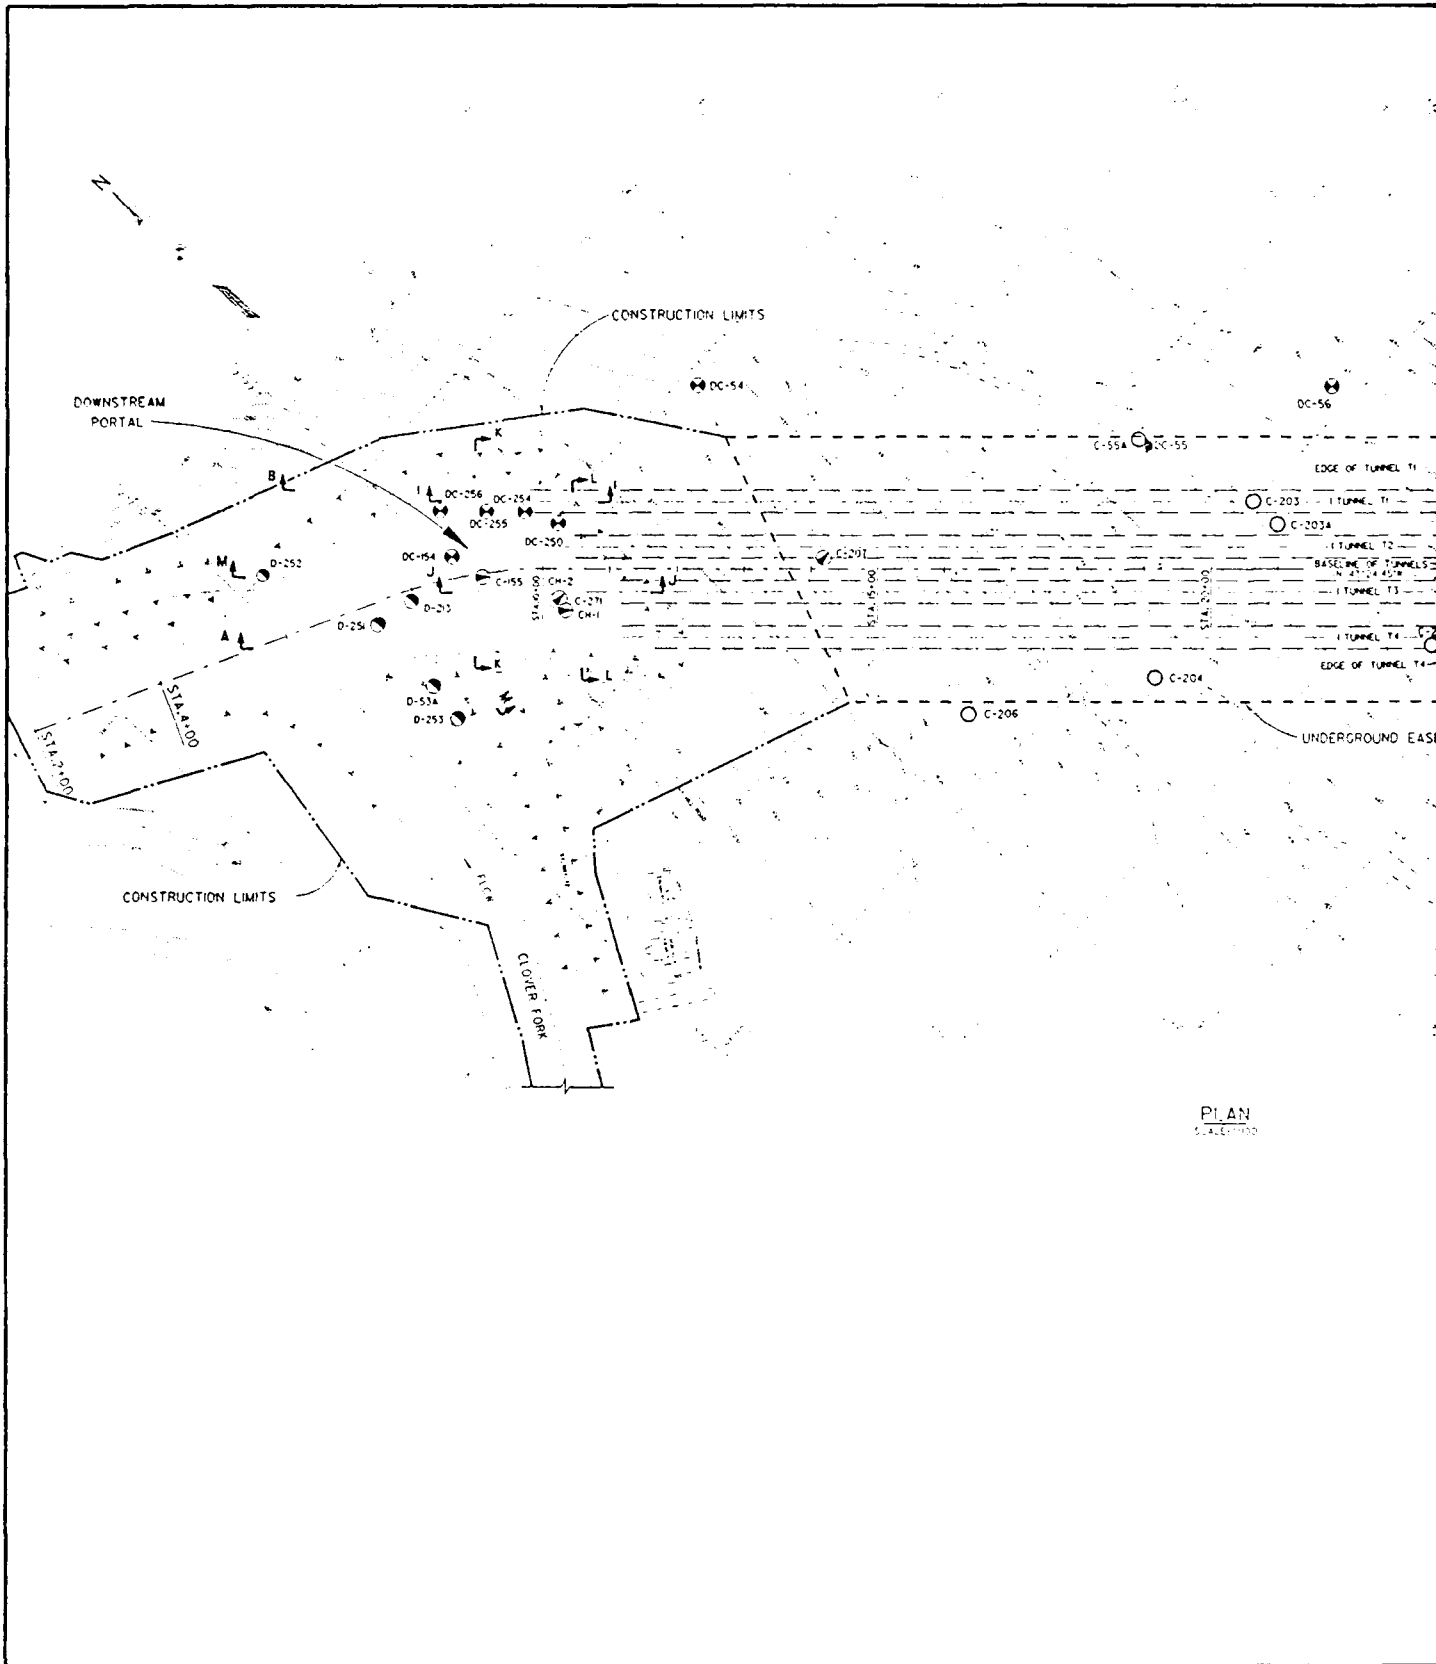 N
CONSTRUCTION LIMITS
DOWNSTREAM
PORTAL
DC-54
DC-56
K
C-55A
DC-55
B
EDGE OF TUNNEL T1
L
I
I
DC-256
DC-254
C-203
TUNNEL T1
DC-255
C-203A
DC-250
TUNNEL T2
DC-154
C-207
BASELINE OF TUNNELS
M
D-252
J
C-155
CH-2
J
TUNNEL T3
D-213
C-271
CH-1
STA.15+00
STA.20+00
D-251
A
TUNNEL T4
K
EDGE OF TUNNEL T4
L
C-204
D-53A
M
D-253
C-206
STA.4+00
UNDERGROUND EASE
STA.2+00
CONSTRUCTION LIMITS
CLOVER FORK
PLAN